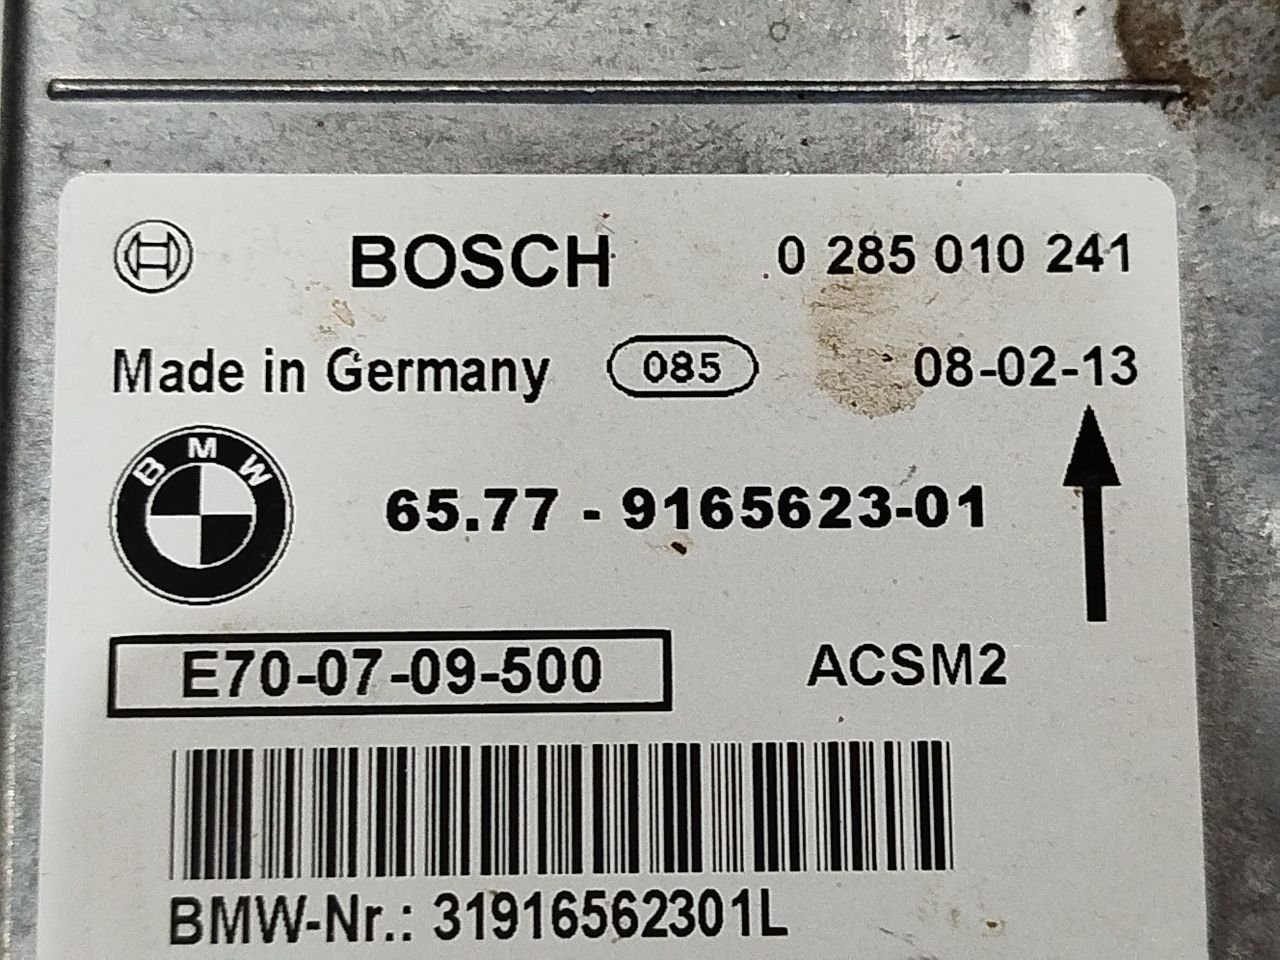 BOSCH 0 285 010 241
Made in Germany 085 08-02-13
BMW
65.77 - 9165623-01
E70-07-09-500 ACSM2
BMW-Nr.: 31916562301L